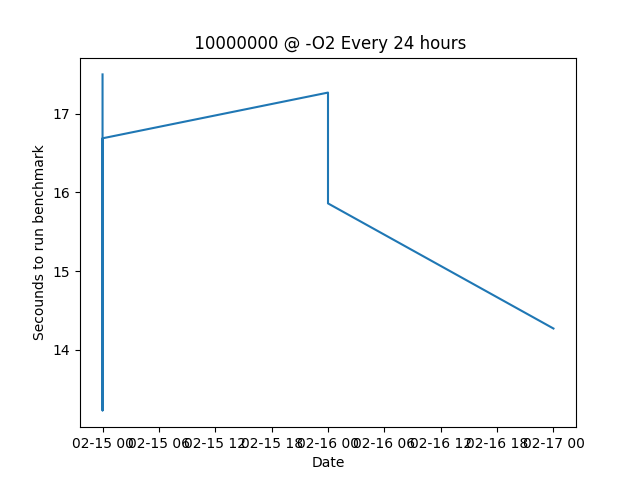 10000000 @ -O2 Every 24 hours
Secounds to run benchmark
17
16
15
14
02-15 00 02-15 06 02-15 12 02-15 18 02-16 00 02-16 06 02-16 12 02-16 18 02-17 00
Date